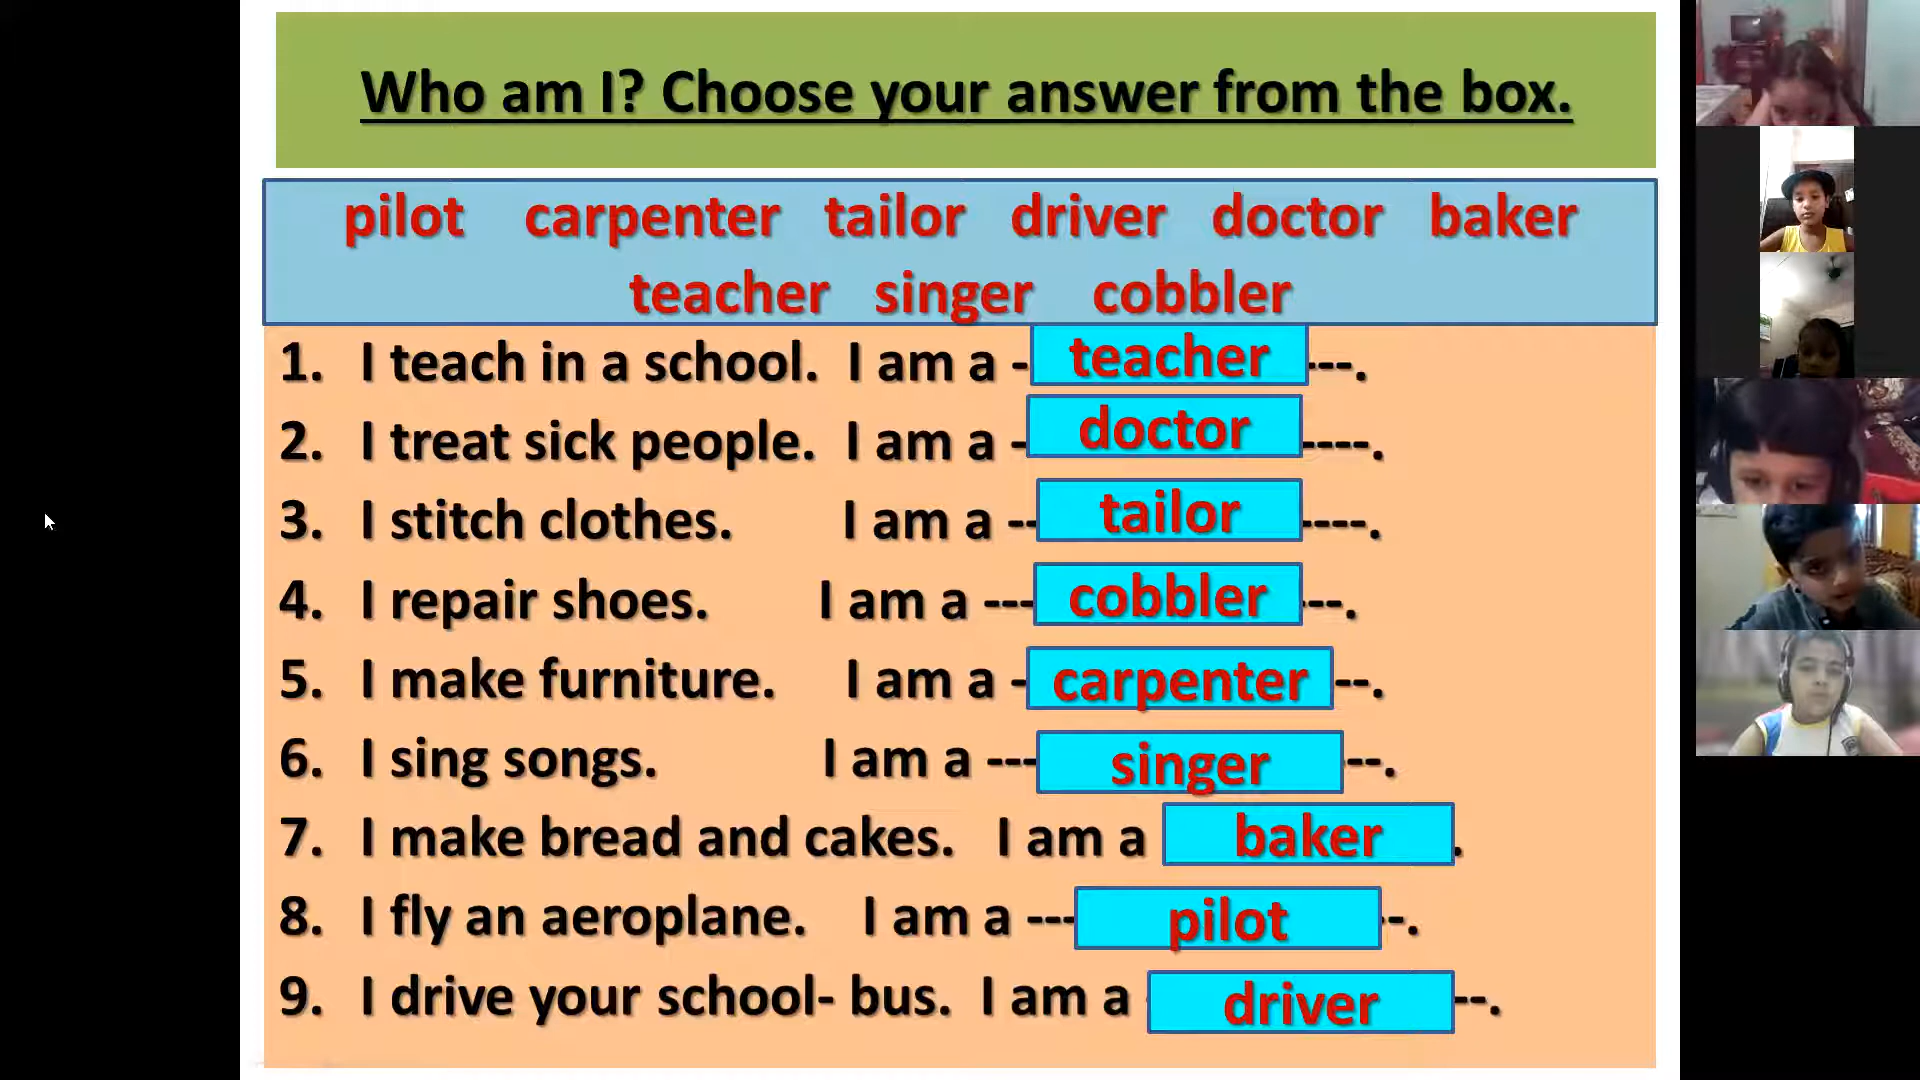 Who am I? Choose your answer from the box.
pilot carpenter tailor driver doctor baker
teacher singer cobbler
1. I teach in a school. I am a -teacher---.
2. I treat sick people. I am a -doctor----.
3. I stitch clothes. I am a --tailor----.
4. I repair shoes. I am a ---cobbler---.
5. I make furniture. I am a -carpenter--.
6. I sing songs. I am a ---singer--.
7. I make bread and cakes. I am a baker.
8. I fly an aeroplane. I am a ---pilot--.
9. I drive your school- bus. I am a driver--.